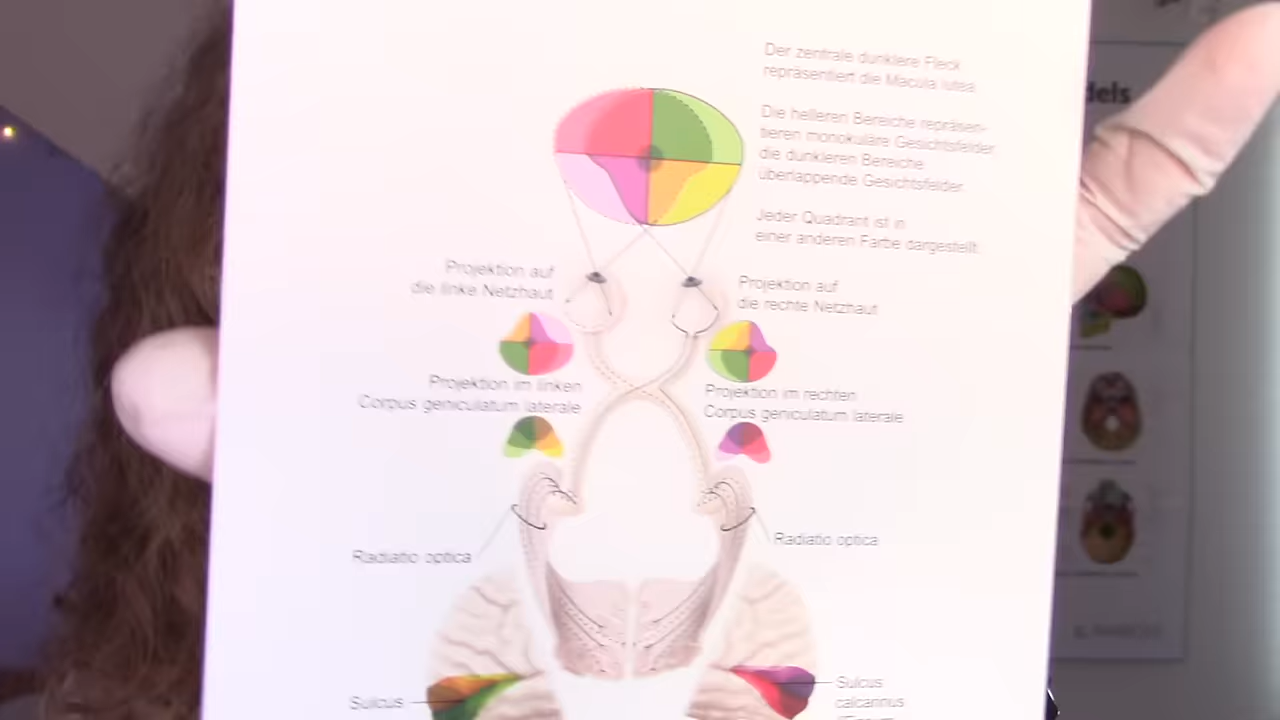 Der zentrale dunklere Fleck
repräsentiert die Macula lutea.
Die helleren Bereiche repräsen-
tieren monokuläre Gesichtsfelder,
die dunkleren Bereiche
überlappende Gesichtsfelder.
Jeder Quadrant ist in
einer anderen Farbe dargestellt.
Projektion auf
die linke Netzhaut
Projektion auf
die rechte Netzhaut
Projektion im linken
Corpus geniculatum laterale
Projektion im rechten
Corpus geniculatum laterale
Radiatio optica
Radiatio optica
Sulcus
Sulcus
calcarinus
dels